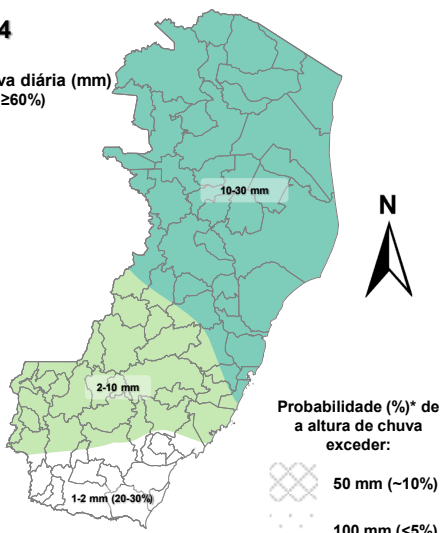 4
va diária (mm)
≥60%)
10-30 mm
N
2-10 mm
1-2 mm (20-30%)
Probabilidade (%)* de
a altura de chuva
exceder:
50 mm (~10%)
100 mm (<5%)